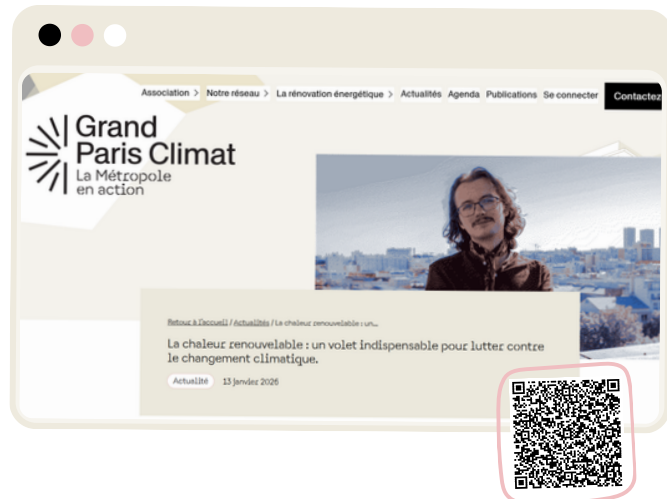 Association > Notre réseau > La rénovation énergétique > Actualités Agenda Publications Se connecter Contactez
Grand
Paris Climat
La Métropole
en action
Retour à l'accueil / Actualités / La chaleur renouvelable : un...
La chaleur renouvelable : un volet indispensable pour lutter contre
le changement climatique.
Actualité 13 janvier 2026